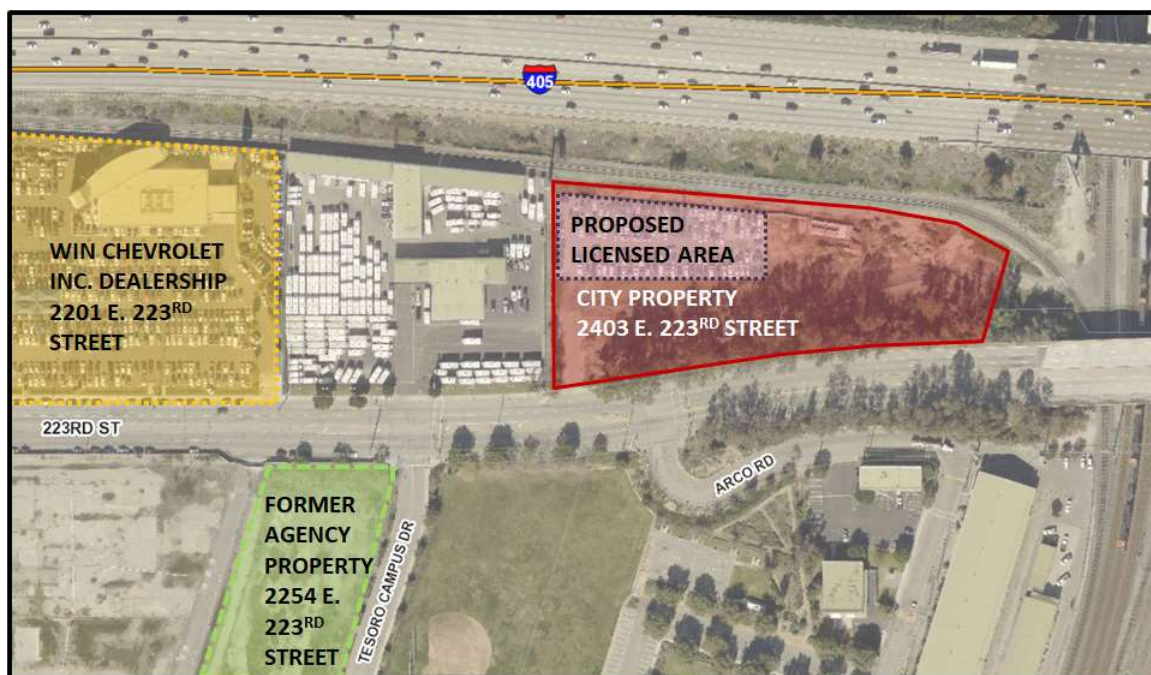 405
WIN CHEVROLET
INC. DEALERSHIP
2201 E. 223RD
STREET
PROPOSED
LICENSED AREA
CITY PROPERTY
2403 E. 223RD STREET
223RD ST
ARCO RD
FORMER
AGENCY
PROPERTY
2254 E.
223RD
STREET
TESORO CAMPUS DR